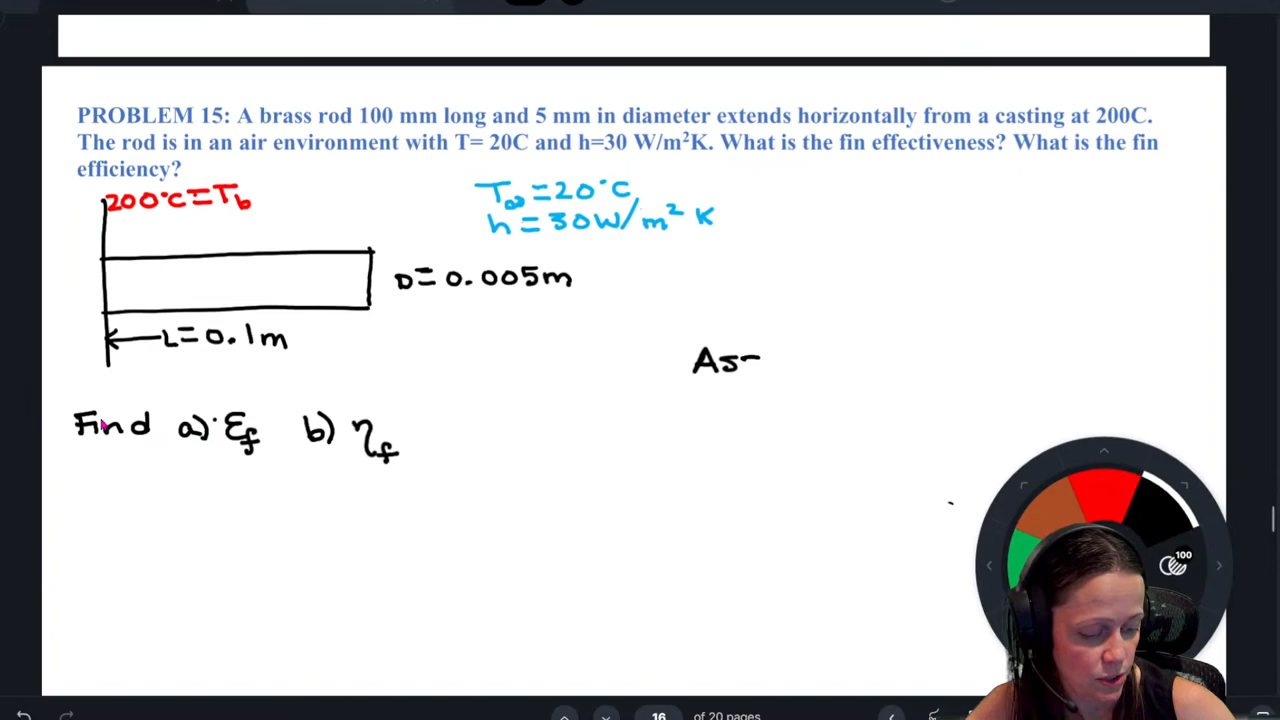 PROBLEM 15: A brass rod 100 mm long and 5 mm in diameter extends horizontally from a casting at 200C.
The rod is in an air environment with T= 20C and h=30 W/m²K. What is the fin effectiveness? What is the fin
efficiency?
200°C = Tb
T∞ = 20°C
h = 30W/m² K
D = 0.005m
L = 0.1m
As
Find a) εf b) ηf
100
16 of 20 pages